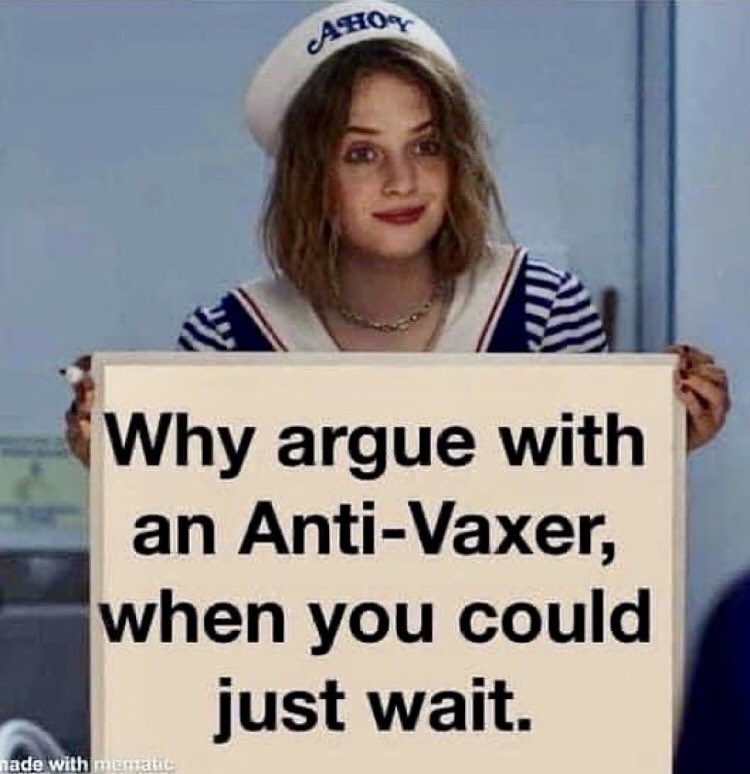 AHOY
Why argue with
an Anti-Vaxer,
when you could
just wait.
made with mematic